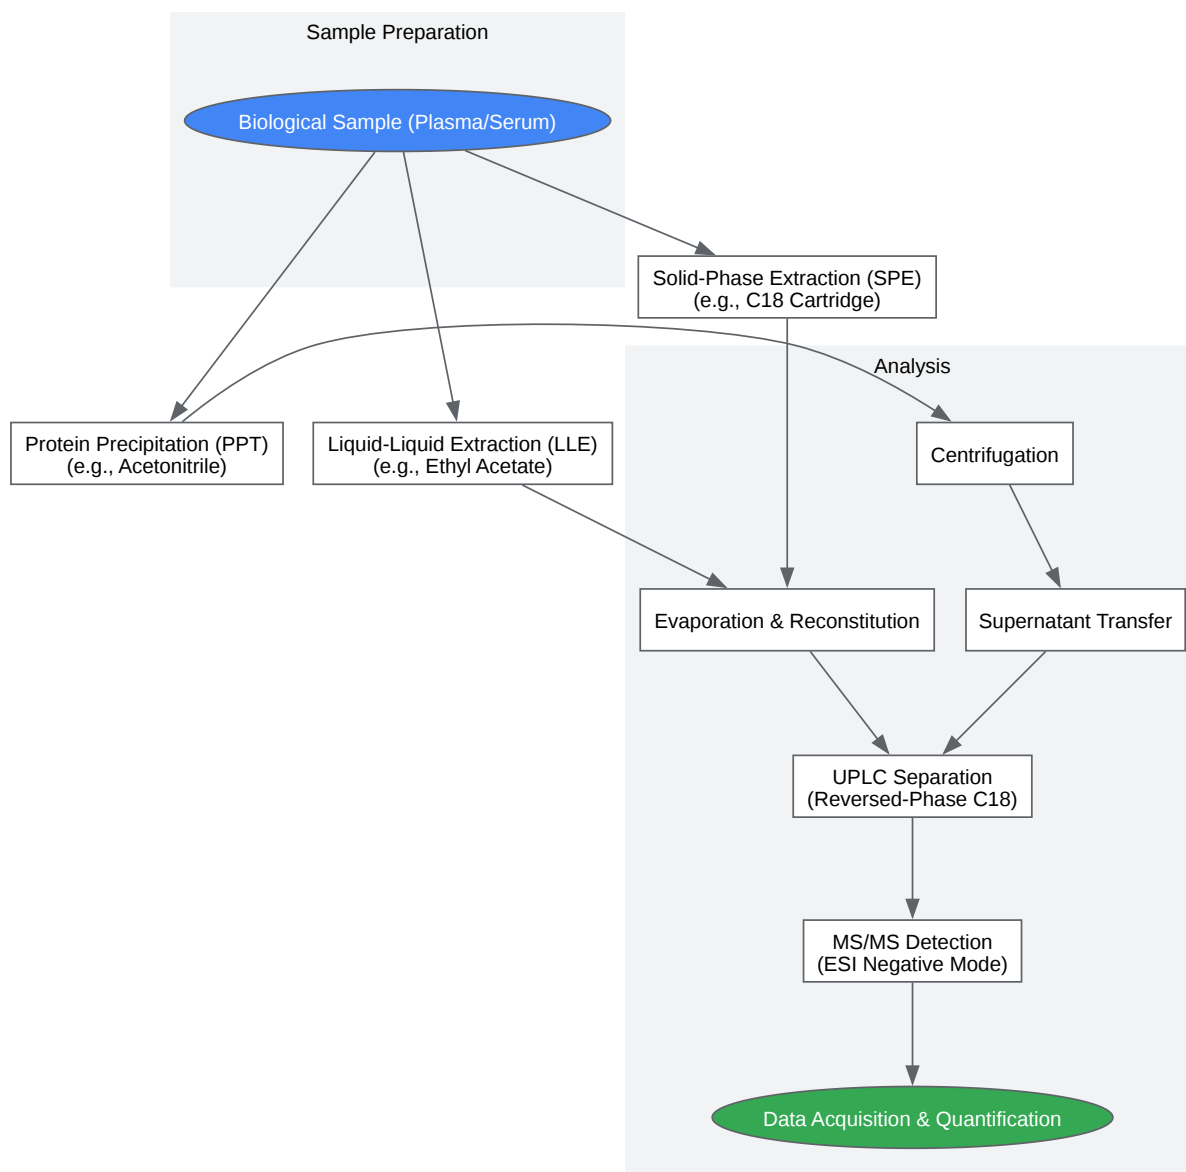 Sample Preparation
Biological Sample (Plasma/Serum)
Solid-Phase Extraction (SPE)
(e.g., C18 Cartridge)
Analysis
Protein Precipitation (PPT)
(e.g., Acetonitrile)
Liquid-Liquid Extraction (LLE)
(e.g., Ethyl Acetate)
Centrifugation
Evaporation & Reconstitution
Supernatant Transfer
UPLC Separation
(Reversed-Phase C18)
MS/MS Detection
(ESI Negative Mode)
Data Acquisition & Quantification